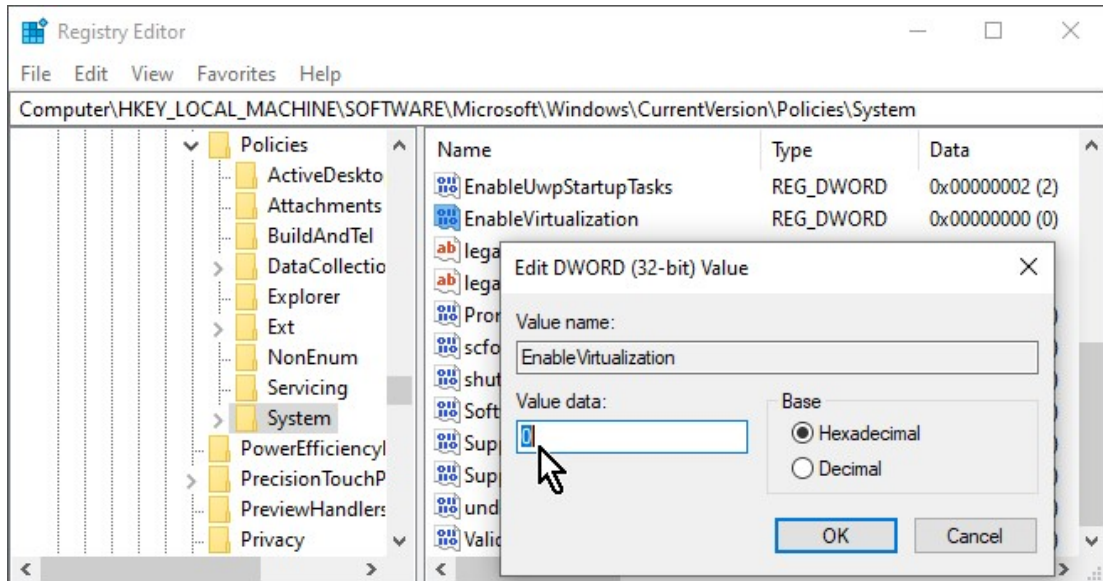 Registry Editor
File Edit View Favorites Help
Computer\HKEY_LOCAL_MACHINE\SOFTWARE\Microsoft\Windows\CurrentVersion\Policies\System
Policies
ActiveDeskto
Attachments
BuildAndTel
DataCollectio
Explorer
Ext
NonEnum
Servicing
System
PowerEfficiency
PrecisionTouchP
PreviewHandlers
Privacy
Name Type Data
EnableUwpStartupTasks REG_DWORD 0x00000002 (2)
EnableVirtualization REG_DWORD 0x00000000 (0)
lega
lega
Pror
scfo
shut
Soft
Sup
Sup
und
Valid
Edit DWORD (32-bit) Value
Value name:
EnableVirtualization
Value data:
0
Base
Hexadecimal
Decimal
OK Cancel